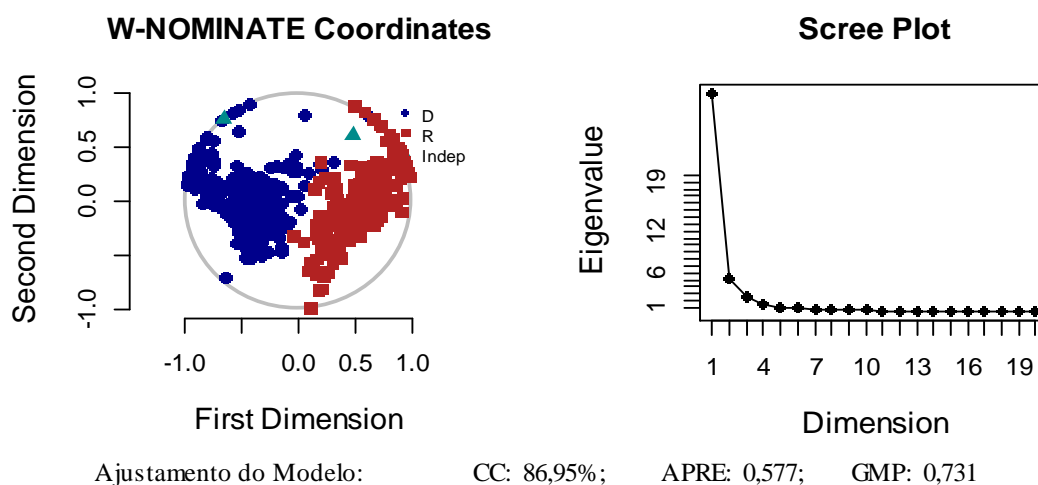 W-NOMINATE Coordinates
Second Dimension
1.0
0.5
0.0
-1.0
D
R
Indep
-1.0
0.0
0.5
1.0
First Dimension
Scree Plot
Eigenvalue
19
12
6
1
1
4
7
10
13
16
19
Dimension
Ajustamento do Modelo: CC: 86,95%; APRE: 0,577; GMP: 0,731